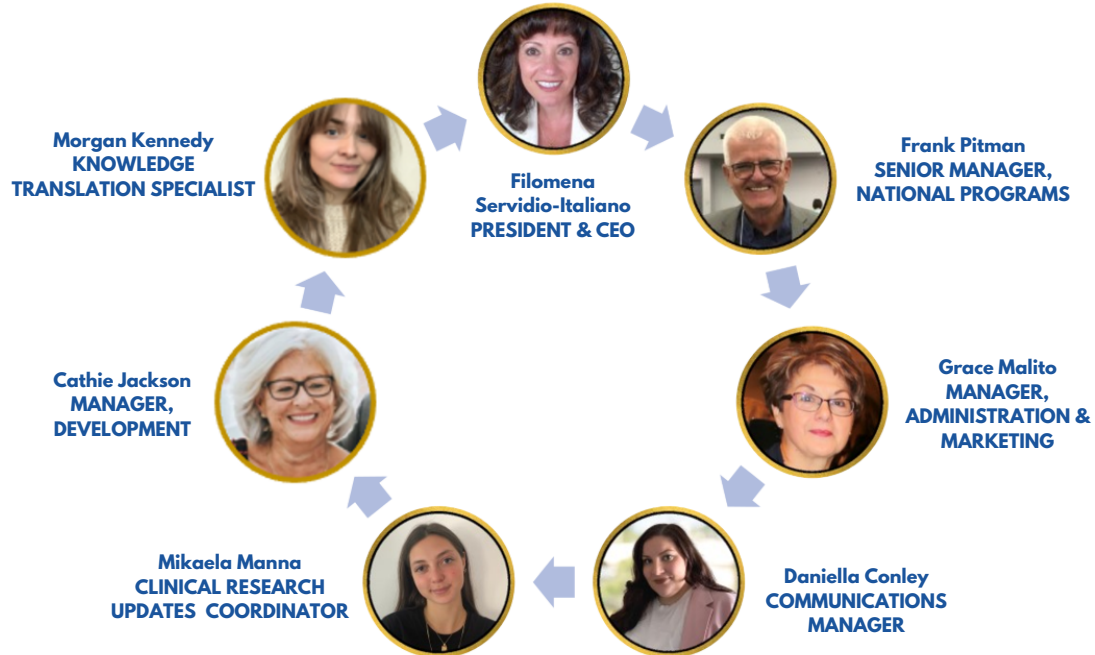 Filomena
Servidio-Italiano
PRESIDENT & CEO
Frank Pitman
SENIOR MANAGER,
NATIONAL PROGRAMS
Grace Malito
MANAGER,
ADMINISTRATION &
MARKETING
Daniella Conley
COMMUNICATIONS
MANAGER
Mikaela Manna
CLINICAL RESEARCH
UPDATES COORDINATOR
Cathie Jackson
MANAGER,
DEVELOPMENT
Morgan Kennedy
KNOWLEDGE
TRANSLATION SPECIALIST